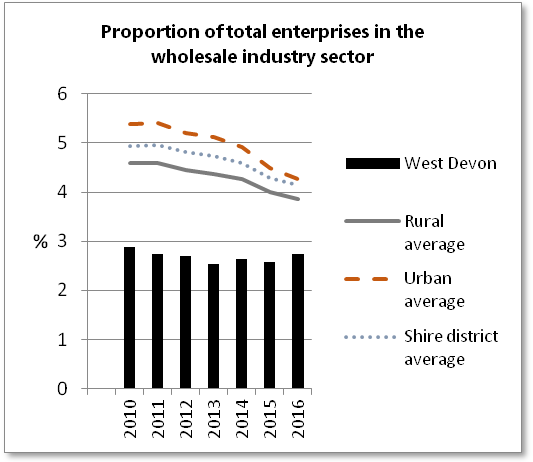 Proportion of total enterprises in the
wholesale industry sector
6
5
4
3
2
1
0
%
2010
2011
2012
2013
2014
2015
2016
West Devon
Rural
average
Urban
average
Shire district
average